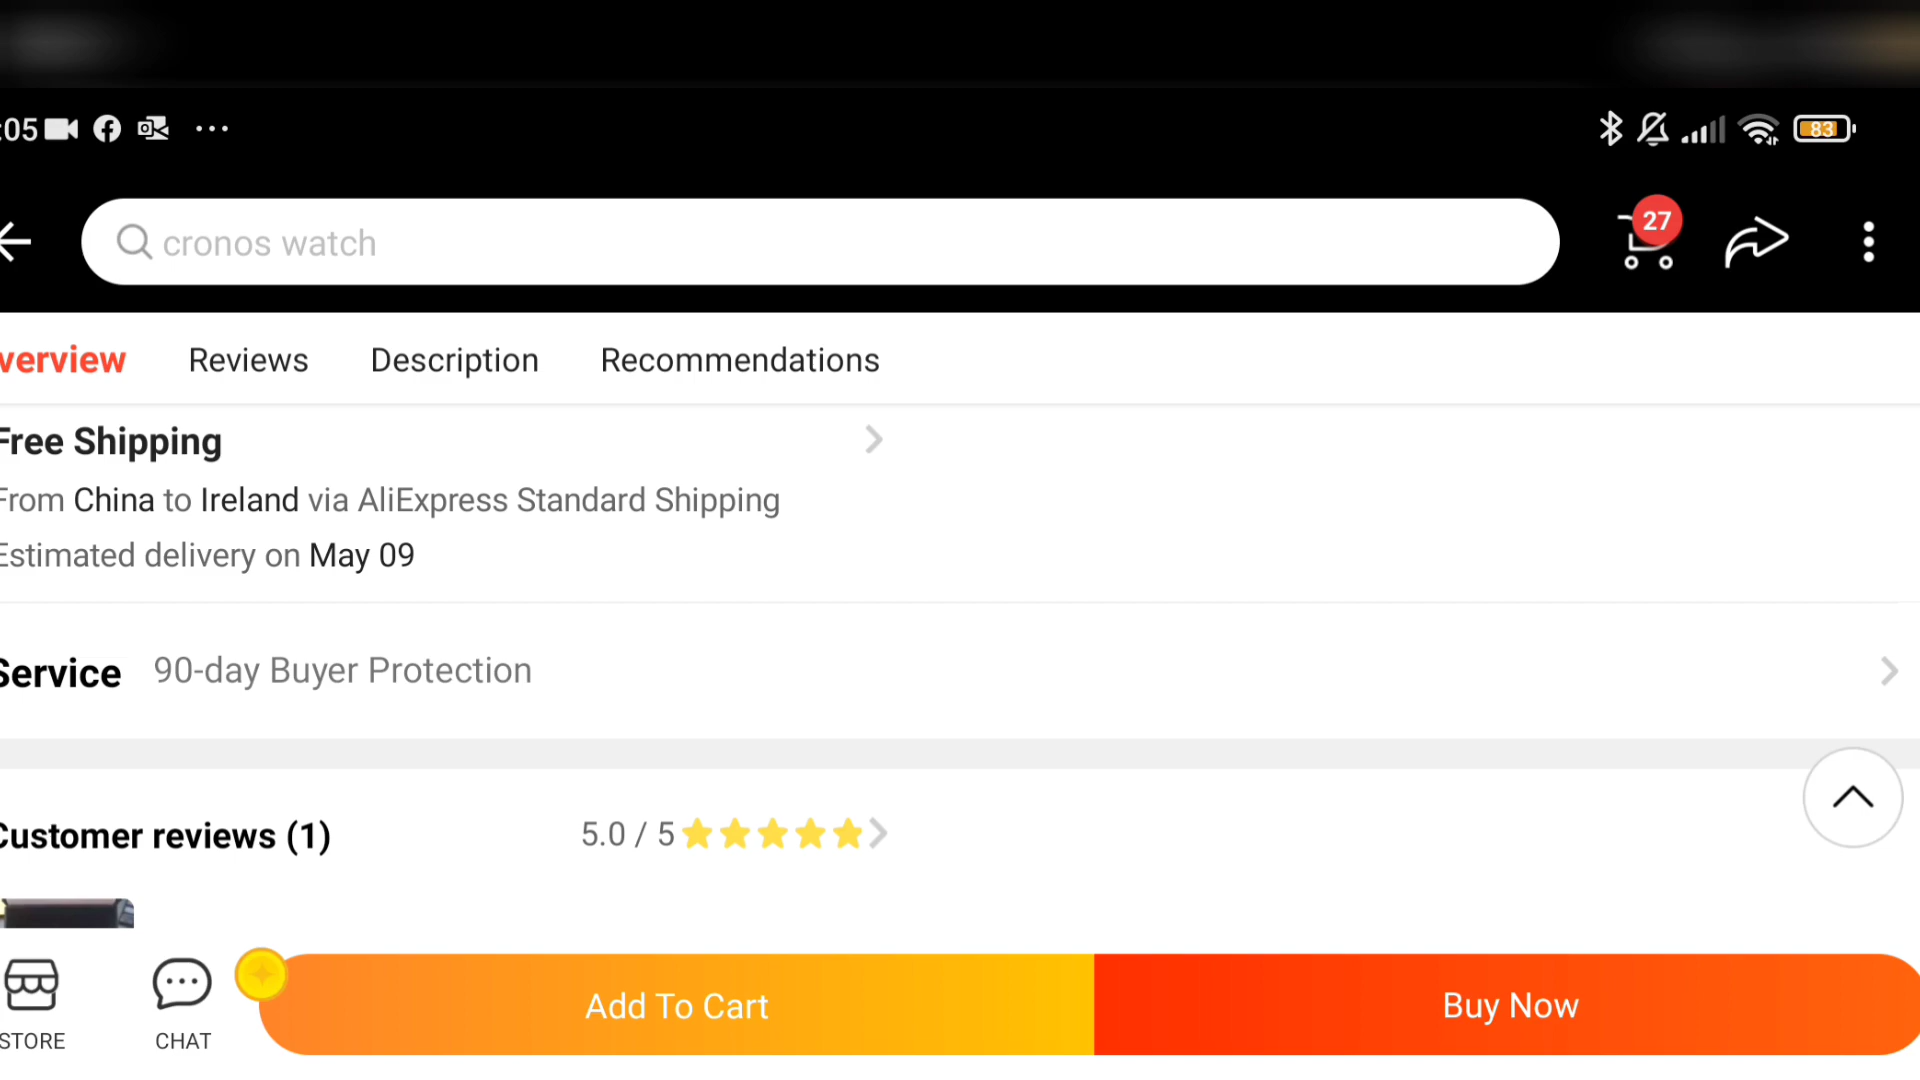 :05 83
cronos watch 27
verview Reviews Description Recommendations
Free Shipping
From China to Ireland via AliExpress Standard Shipping
Estimated delivery on May 09
Service 90-day Buyer Protection
Customer reviews (1) 5.0 / 5
STORE CHAT Add To Cart Buy Now